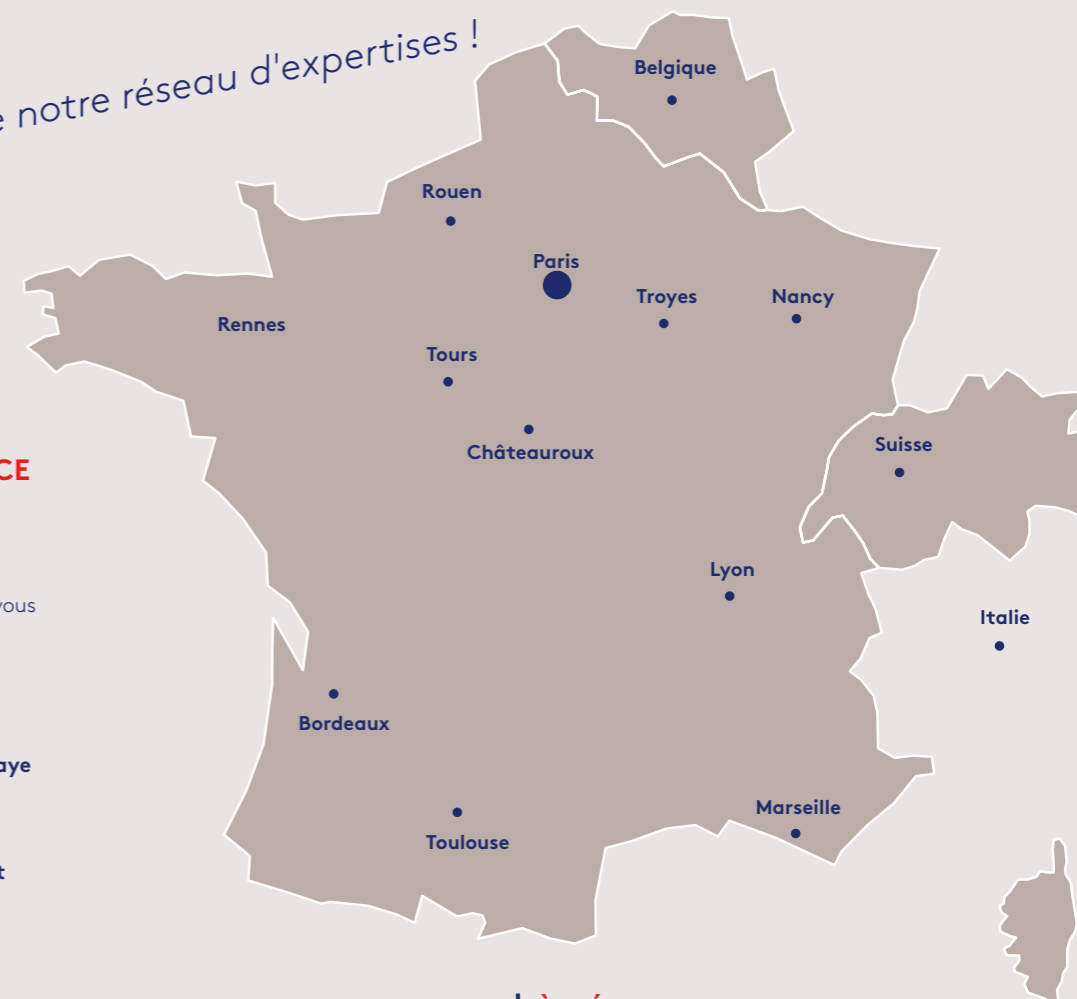 notre réseau d'expertises !
Belgique
Rouen
Paris
Troyes
Nancy
Rennes
Tours
Châteauroux
Suisse
CE
Lyon
vous
Italie
Bordeaux
aye
Marseille
Toulouse
t